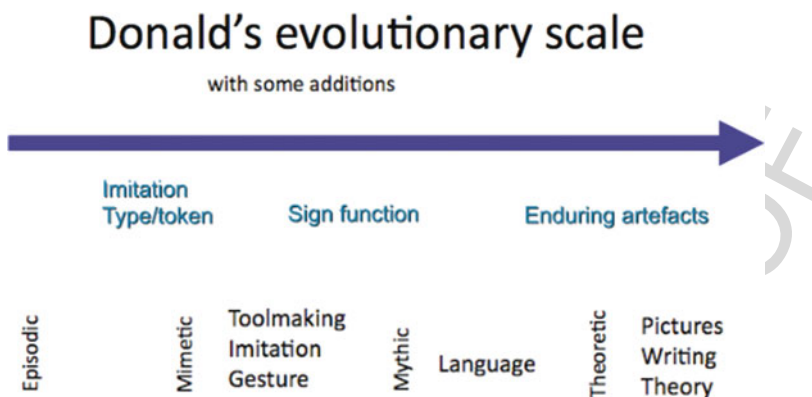 Donald's evolutionary scale
with some additions
Imitation
Type/token
Sign function
Enduring artefacts
Episodic
Mimetic
Toolmaking
Imitation
Gesture
Mythic
Language
Theoretic
Pictures
Writing
Theory